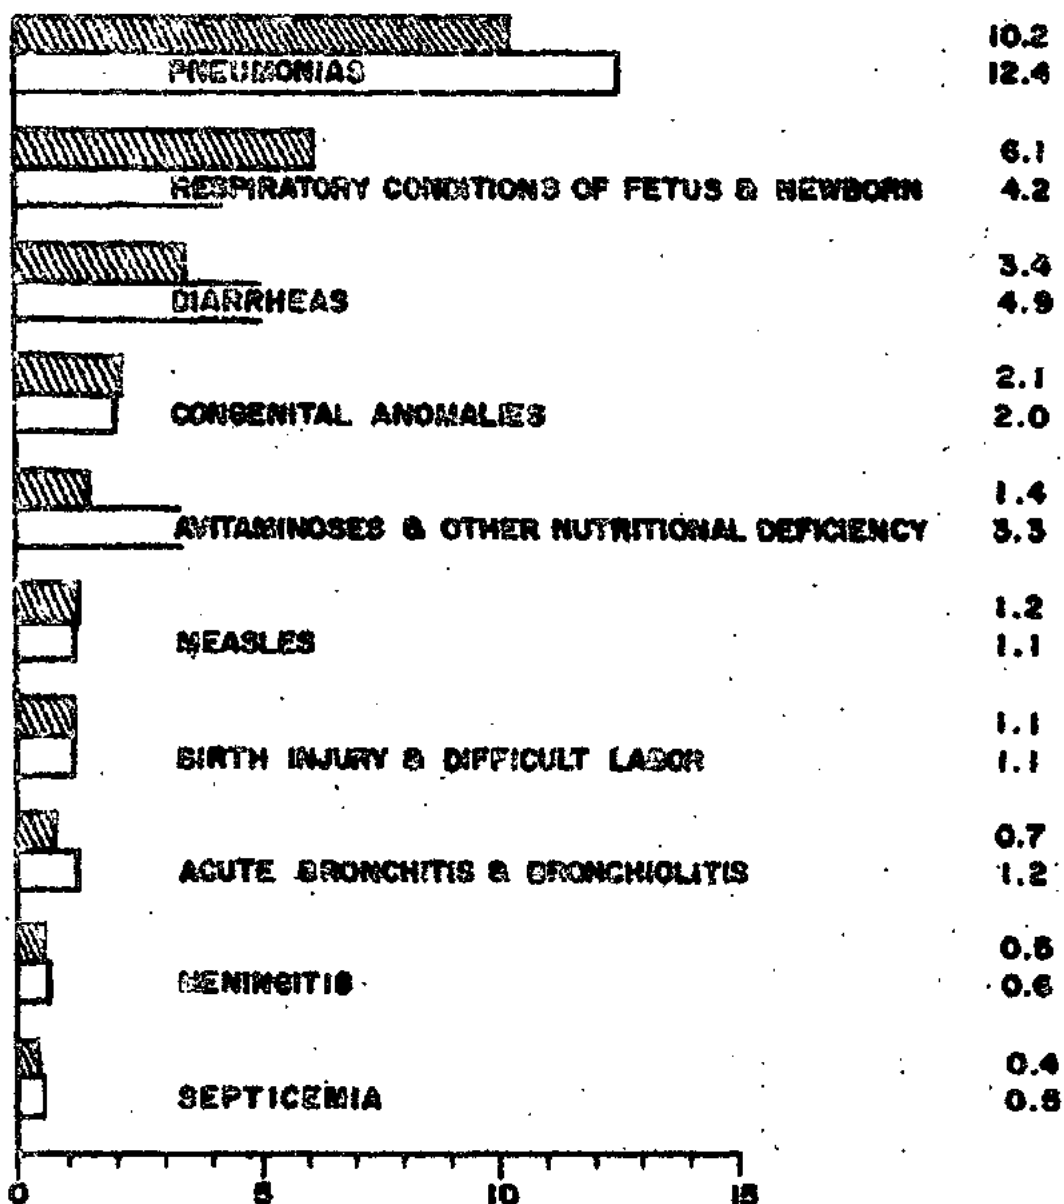 10.2
PNEUMONIAS 12.4
6.1
RESPIRATORY CONDITIONS OF FETUS & NEWBORN 4.2
3.4
DIARRHEAS 4.9
2.1
CONGENITAL ANOMALIES 2.0
1.4
AVITAMINOSES & OTHER NUTRITIONAL DEFICIENCY 3.3
1.2
MEASLES 1.1
1.1
BIRTH INJURY & DIFFICULT LABOR 1.1
0.7
ACUTE BRONCHITIS & BRONCHIOLITIS 1.2
0.5
MENINGITIS 0.6
0.4
SEPTICEMIA 0.5
0 5 10 15